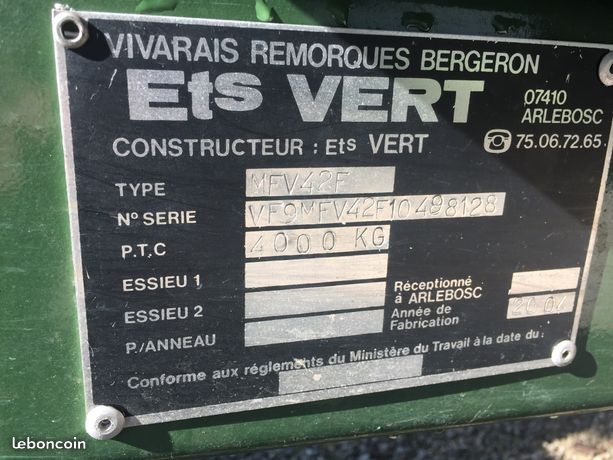 VIVARAIS REMORQUES BERGERON
Ets VERT
07410
ARLEBOSC
CONSTRUCTEUR : Ets VERT
75.06.72.65
TYPE MFV42F
Nº SERIE VF9MFV42F10498128
P.T.C 4000 KG
ESSIEU 1
Réceptionné
à ARLEBOSC
ESSIEU 2
Année de
Fabrication 2004
P./ANNEAU
Conforme aux réglements du Ministère du Travail à la date du :
leboncoin